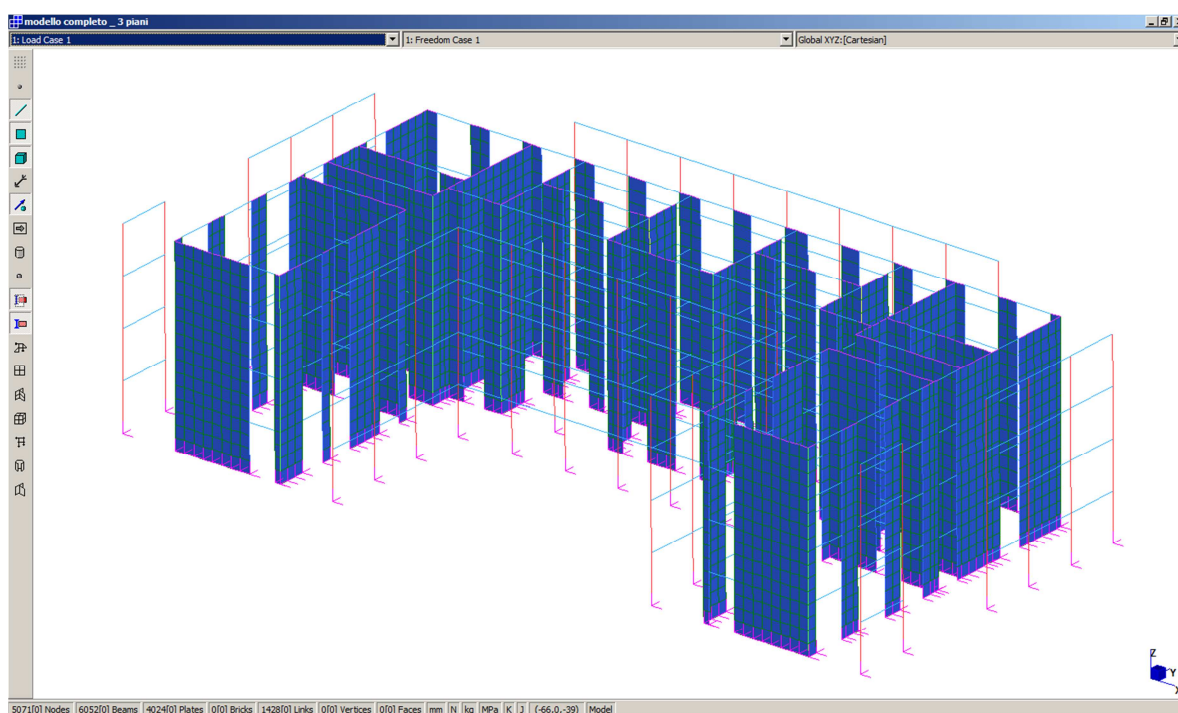 modello completo _ 3 piani
1: Load Case 1 1: Freedom Case 1 Global XYZ:[Cartesian]
Z
Y
X
5071[0] Nodes 6052[0] Beams 4024[0] Plates 0[0] Bricks 1428[0] Links 0[0] Vertices 0[0] Faces mm N kg MPa K J (-66.0,-39) Model